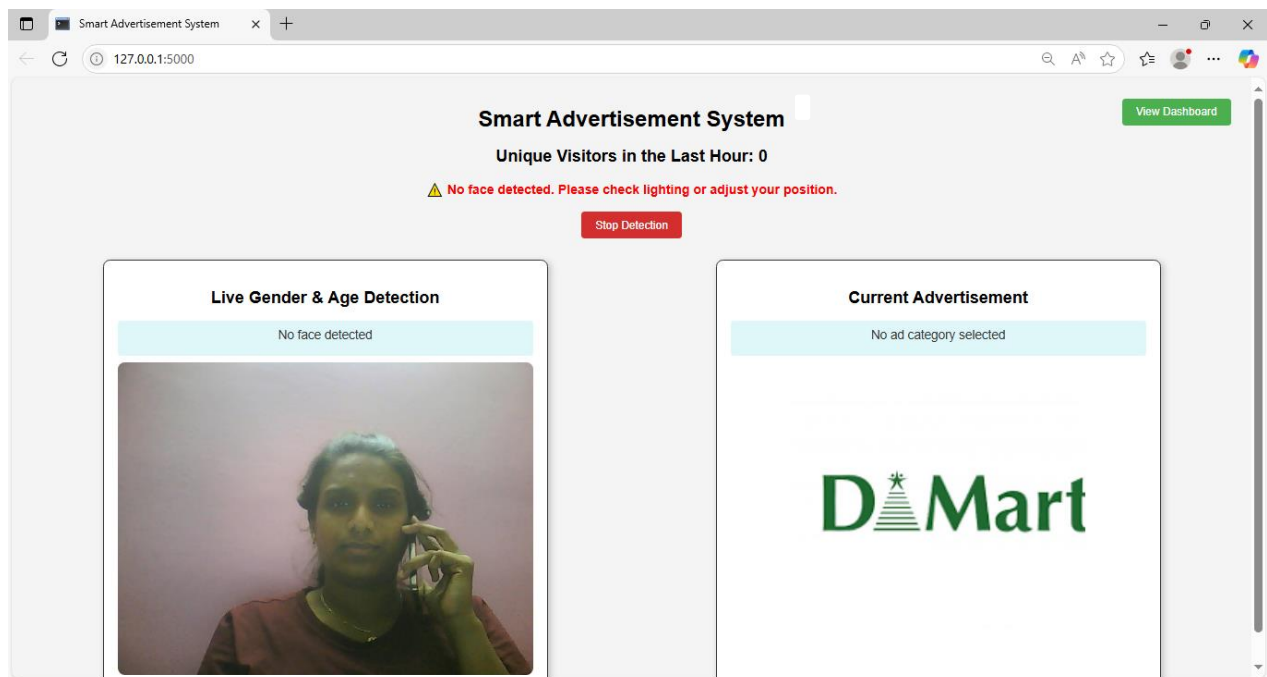 Smart Advertisement System
127.0.0.1:5000
Smart Advertisement System
View Dashboard
Unique Visitors in the Last Hour: 0
⚠ No face detected. Please check lighting or adjust your position.
Stop Detection
Live Gender & Age Detection
No face detected
Current Advertisement
No ad category selected
D Mart